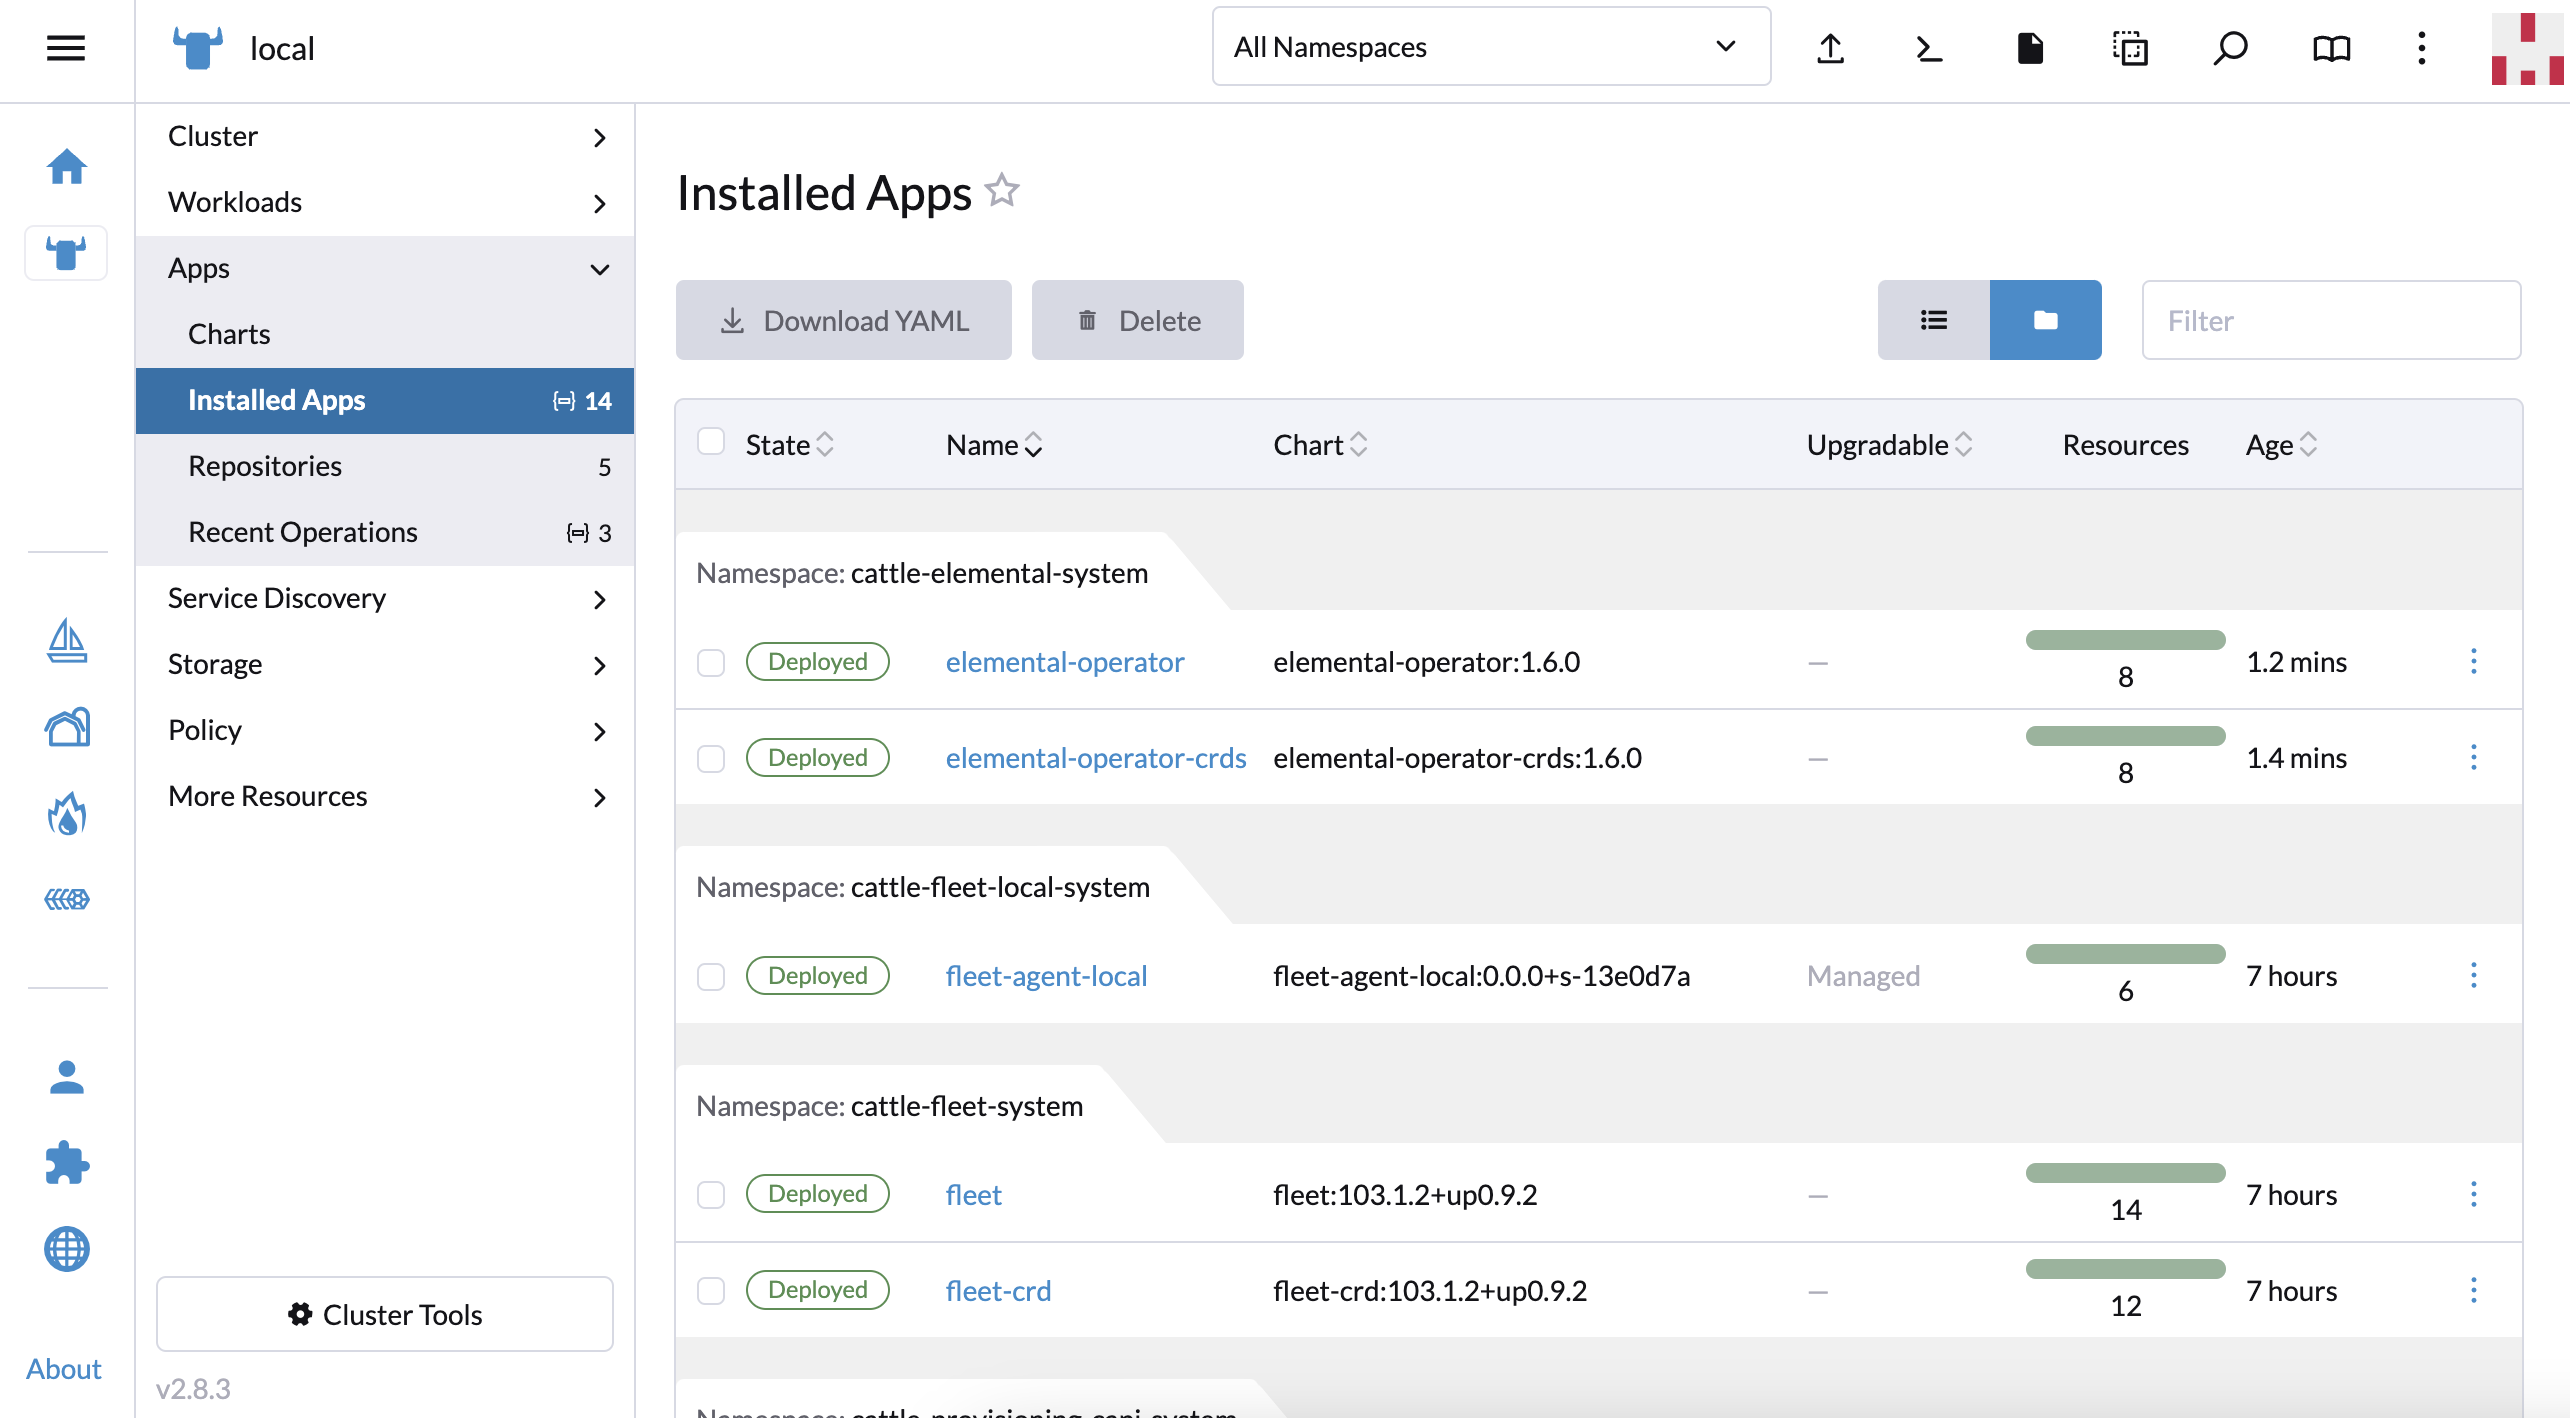 local
All Namespaces
Cluster
Workloads
Apps
Charts
Installed Apps 14
Repositories 5
Recent Operations 3
Service Discovery
Storage
Policy
More Resources
Cluster Tools
v2.8.3
About
Installed Apps
Download YAML Delete Filter
State Name Chart Upgradable Resources Age
Namespace: cattle-elemental-system
Deployed elemental-operator elemental-operator:1.6.0 — 8 1.2 mins
Deployed elemental-operator-crds elemental-operator-crds:1.6.0 — 8 1.4 mins
Namespace: cattle-fleet-local-system
Deployed fleet-agent-local fleet-agent-local:0.0.0+s-13e0d7a Managed 6 7 hours
Namespace: cattle-fleet-system
Deployed fleet fleet:103.1.2+up0.9.2 — 14 7 hours
Deployed fleet-crd fleet-crd:103.1.2+up0.9.2 — 12 7 hours
Namespace: cattle-provisioning-capi-system